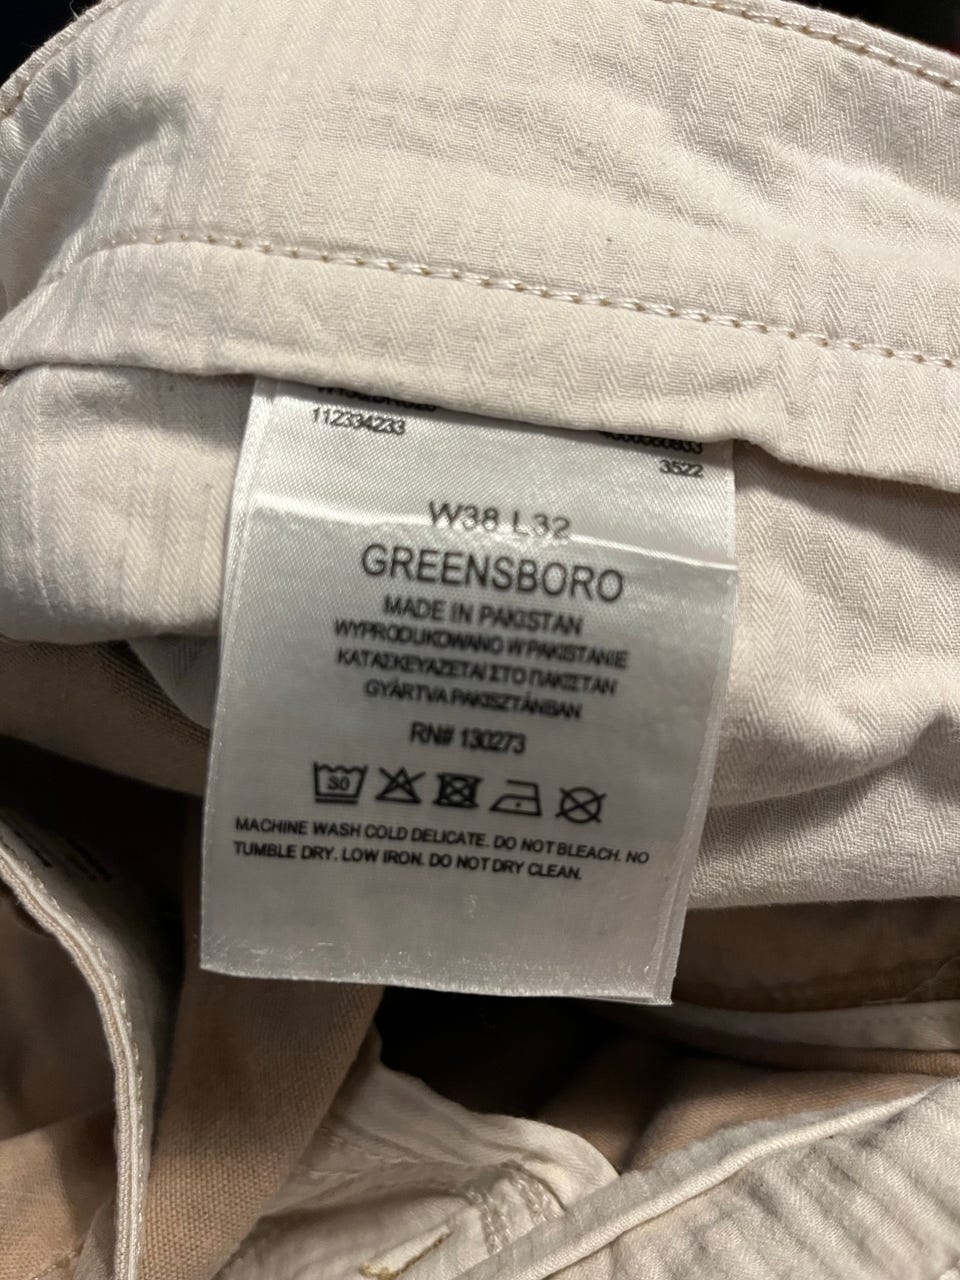 112334233
3522
W38 L32
GREENSBORO
MADE IN PAKISTAN
WYPRODUKOWANO W PAKISTANIE
ΚΑΤΑΣΚΕΥΑΖΕΤΑΙ ΣΤΟ ΠΑΚΙΣΤΑΝ
GYÁRTVA PAKISZTÁNBAN
RN# 130273
30
MACHINE WASH COLD DELICATE. DO NOT BLEACH. NO
TUMBLE DRY. LOW IRON. DO NOT DRY CLEAN.